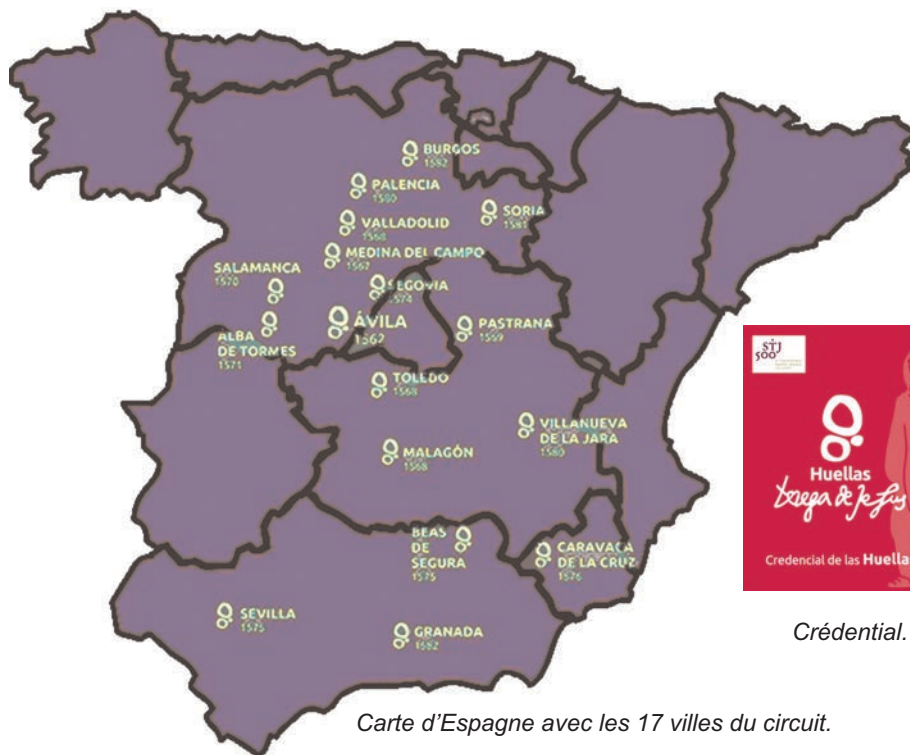 BURGOS
1582
PALENCIA
1580
SORIA
1581
VALLADOLID
1568
MEDINA DEL CAMPO
1567
SALAMANCA
1570
SEGOVIA
1574
ÁVILA
1562
PASTRANA
1569
ALBA
DE TORMES
1571
TOLEDO
1568
VILLANUEVA
DE LA JARA
1580
MALAGÓN
1568
BEAS
DE
SEGURA
1575
CARAVACA
DE LA CRUZ
1576
SEVILLA
1575
GRANADA
1582
STJ
500
Huellas
Teresa de Jesus
Credencial de las Huella
Crédential.
Carte d’Espagne avec les 17 villes du circuit.